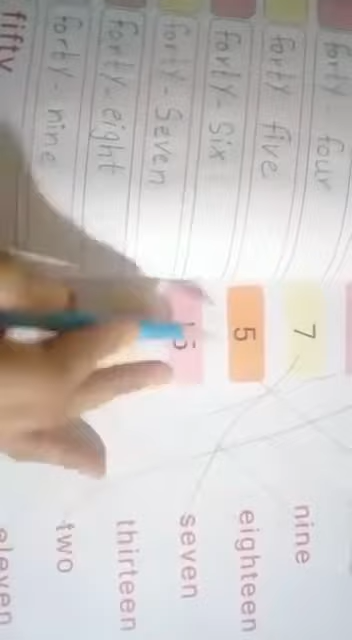 forty four
forty five
forty-six
forty-seven
forty-eight
forty-nine
fifty
7 nine
5 eighteen
seven
thirteen
two
eleven